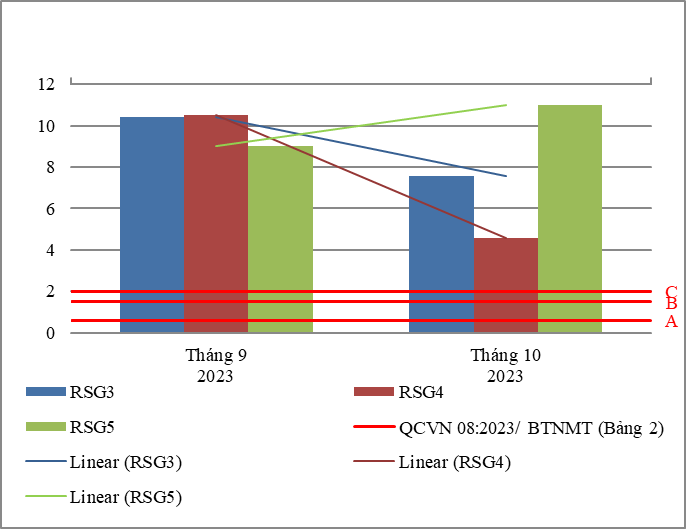 12
10
8
6
4
2
0
C
B
A
Tháng 9
2023
Tháng 10
2023
RSG3
RSG4
RSG5
QCVN 08:2023/ BTNMT (Bảng 2)
Linear (RSG3)
Linear (RSG4)
Linear (RSG5)